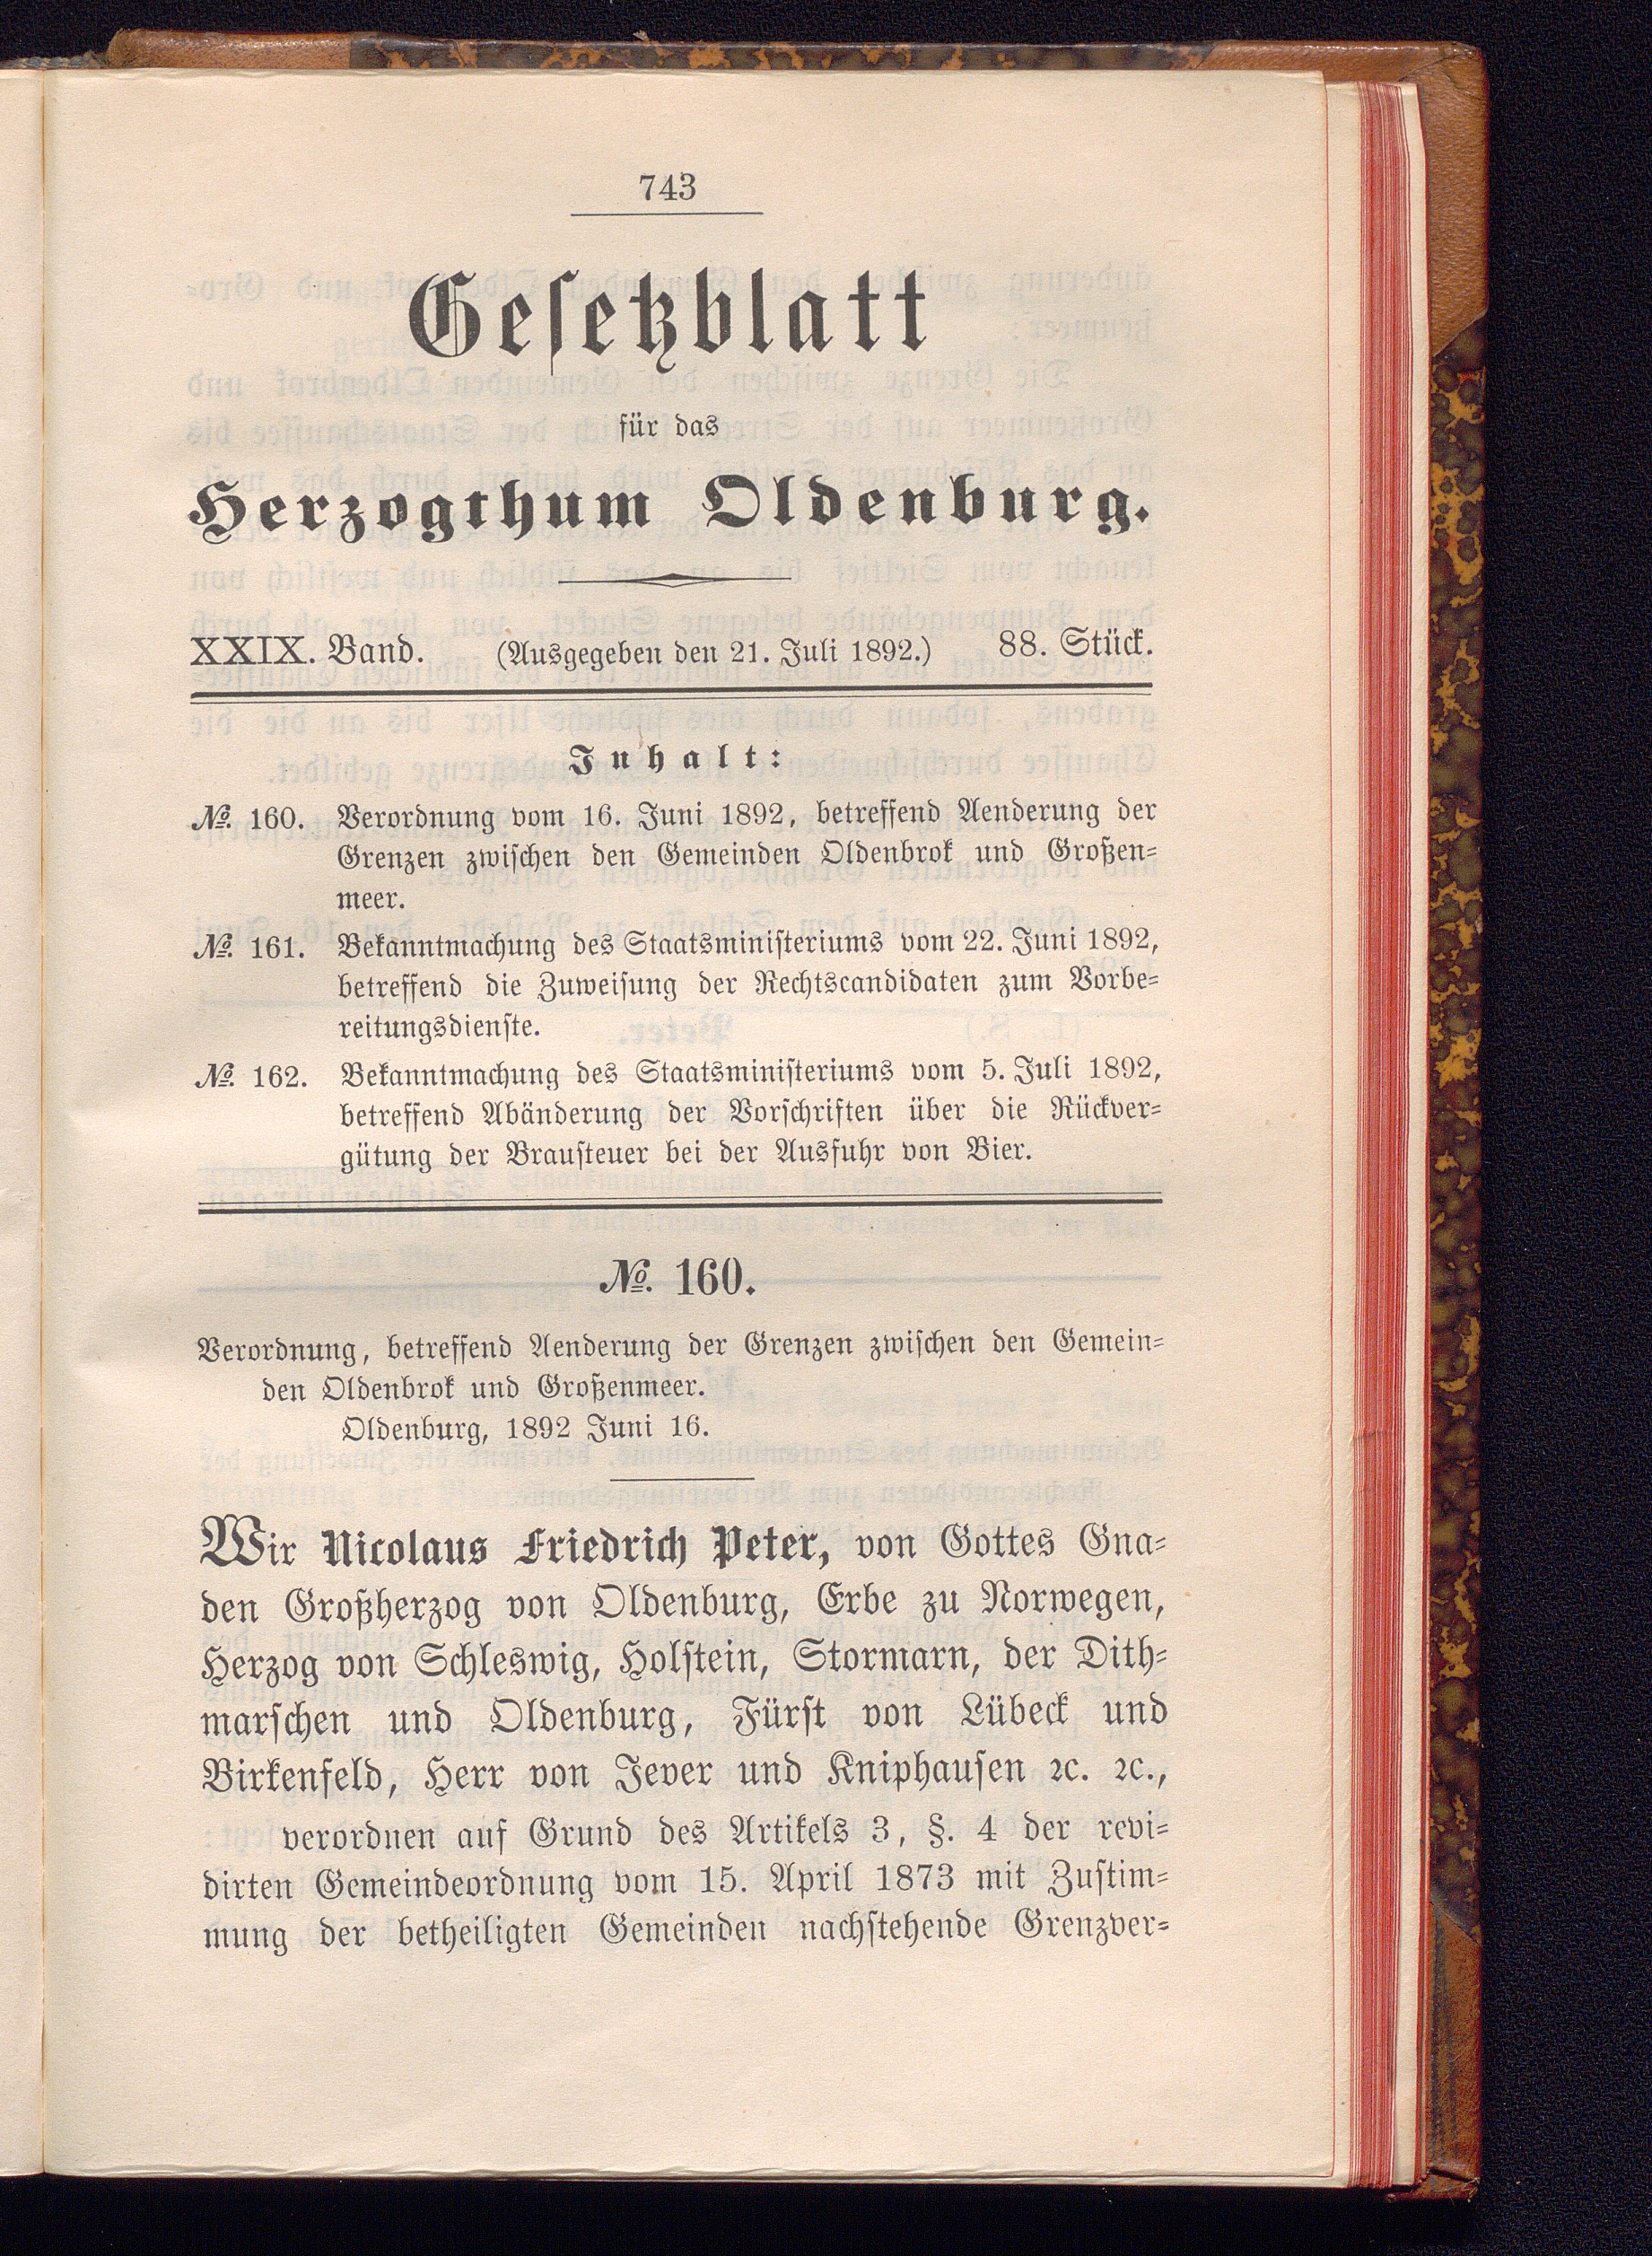 743
Gesetzblatt
für das
Herzogthum Oldenburg.
XXIX. Band. (Ausgegeben den 21. Juli 1892.) 88. Stück.
Inhalt:
№. 160. Verordnung vom 16. Juni 1892, betreffend Aenderung der
Grenzen zwischen den Gemeinden Oldenbrok und Großen-
meer.
№. 161. Bekanntmachung des Staatsministeriums vom 22. Juni 1892,
betreffend die Zuweisung der Rechtscandidaten zum Vorbe-
reitungsdienste.
№. 162. Bekanntmachung des Staatsministeriums vom 5. Juli 1892,
betreffend Abänderung der Vorschriften über die Rückver-
gütung der Brausteuer bei der Ausfuhr von Bier.
№. 160.
Verordnung, betreffend Aenderung der Grenzen zwischen den Gemein-
den Oldenbrok und Großenmeer.
Oldenburg, 1892 Juni 16.
Wir Nicolaus Friedrich Peter, von Gottes Gna-
den Großherzog von Oldenburg, Erbe zu Norwegen,
Herzog von Schleswig, Holstein, Stormarn, der Dith-
marschen und Oldenburg, Fürst von Lübeck und
Birkenfeld, Herr von Jever und Kniphausen ꝛc. ꝛc.,
verordnen auf Grund des Artikels 3, §. 4 der revi-
dirten Gemeindeordnung vom 15. April 1873 mit Zustim-
mung der betheiligten Gemeinden nachstehende Grenzver-